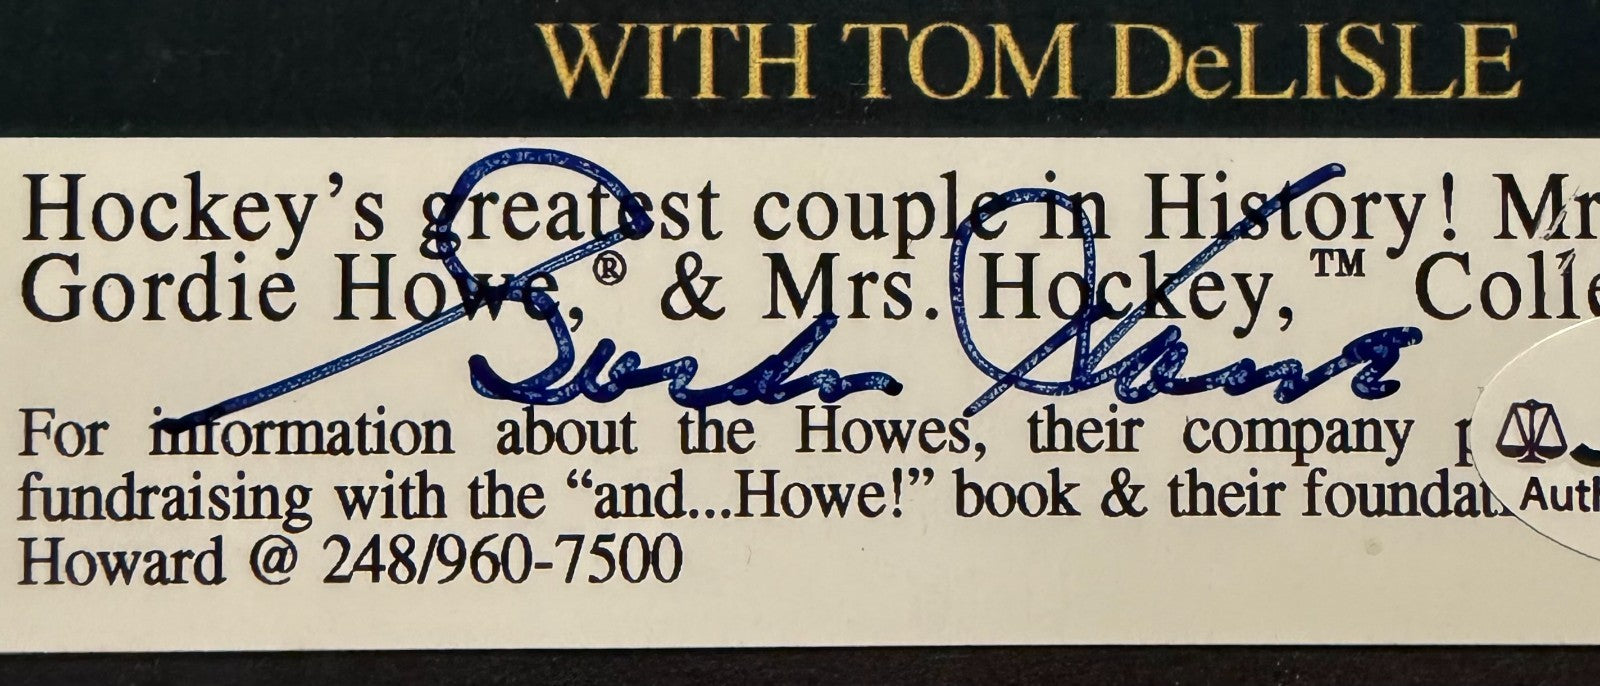 WITH TOM DeLISLE
Hockey's greatest couple in History! Mr
Gordie Howe,® & Mrs. Hockey,™ Colle
Gordie Howe
For information about the Howes, their company p
fundraising with the “and...Howe!” book & their foundat
Howard @ 248/960-7500
Auth